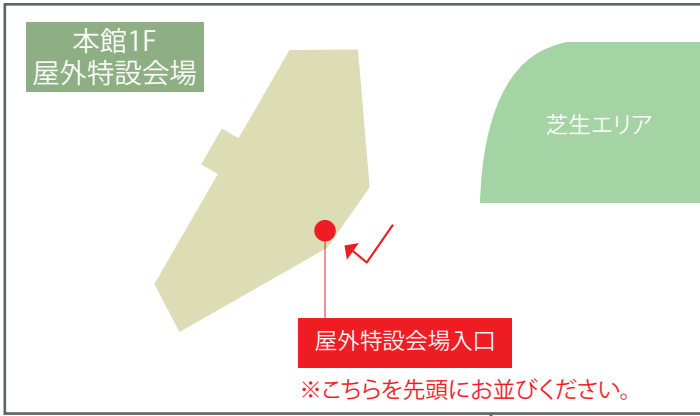 本館1F
屋外特設会場
芝生エリア
屋外特設会場入口
※こちらを先頭にお並びください。